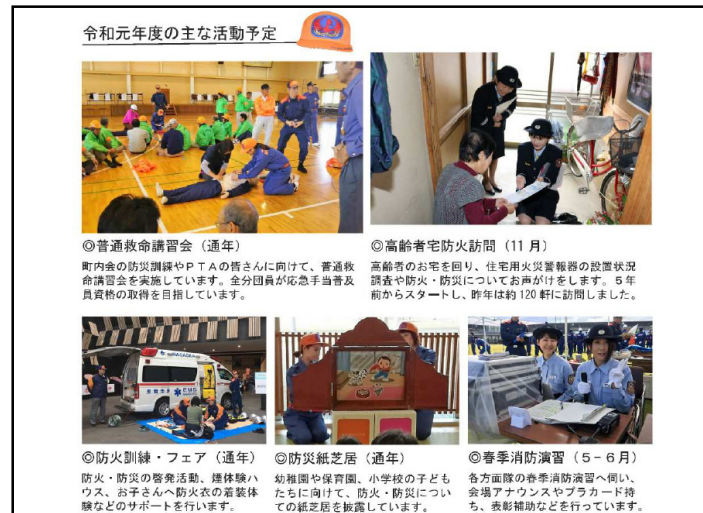 令和元年度の主な活動予定
◎普通救命講習会（通年）
町内会の防災訓練やＰＴＡの皆さんに向けて、普通救
命講習会を実施しています。全分団員が応急手当普及
員資格の取得を目指しています。
◎高齢者宅防火訪問（11月）
高齢者のお宅を回り、住宅用火災警報器の設置状況
調査や防火・防災についてお声がけをします。５年
前からスタートし、昨年は約120軒に訪問しました。
◎防火訓練・フェア（通年）
防火・防災の啓発活動、煙体験ハ
ウス、お子さんへ防火衣の着装体
験などのサポートを行います。
◎防災紙芝居（通年）
幼稚園や保育園、小学校の子ども
たちに向けて、防火・防災につい
ての紙芝居を披露しています。
◎春季消防演習（５-６月）
各方面隊の春季消防演習へ伺い、
会場アナウンスやプラカード持
ち、表彰補助などを行っています。